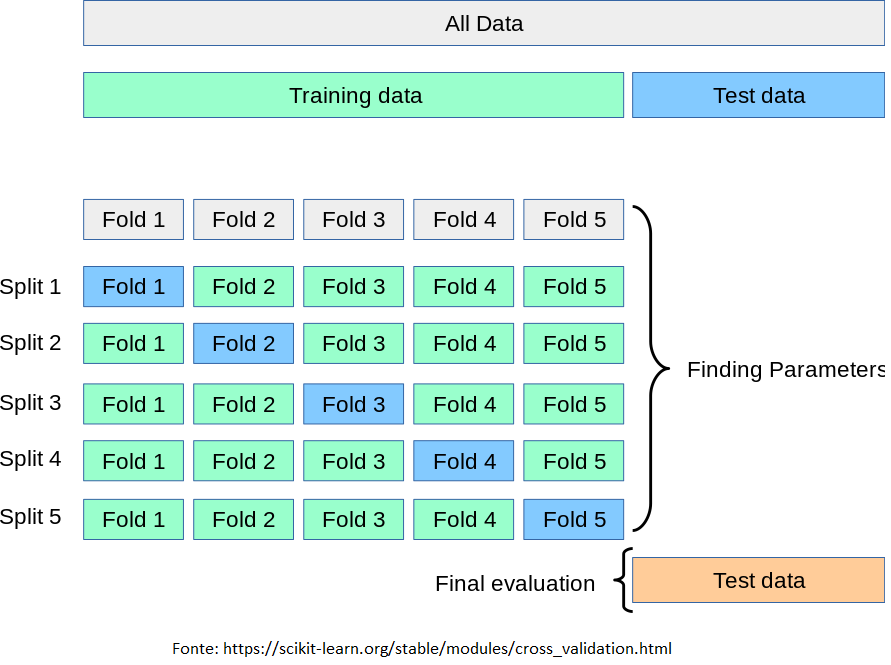 All Data
Training data Test data
Fold 1 Fold 2 Fold 3 Fold 4 Fold 5
Split 1 Fold 1 Fold 2 Fold 3 Fold 4 Fold 5
Split 2 Fold 1 Fold 2 Fold 3 Fold 4 Fold 5
Finding Parameters
Split 3 Fold 1 Fold 2 Fold 3 Fold 4 Fold 5
Split 4 Fold 1 Fold 2 Fold 3 Fold 4 Fold 5
Split 5 Fold 1 Fold 2 Fold 3 Fold 4 Fold 5
Final evaluation Test data
Fonte: https://scikit-learn.org/stable/modules/cross_validation.html